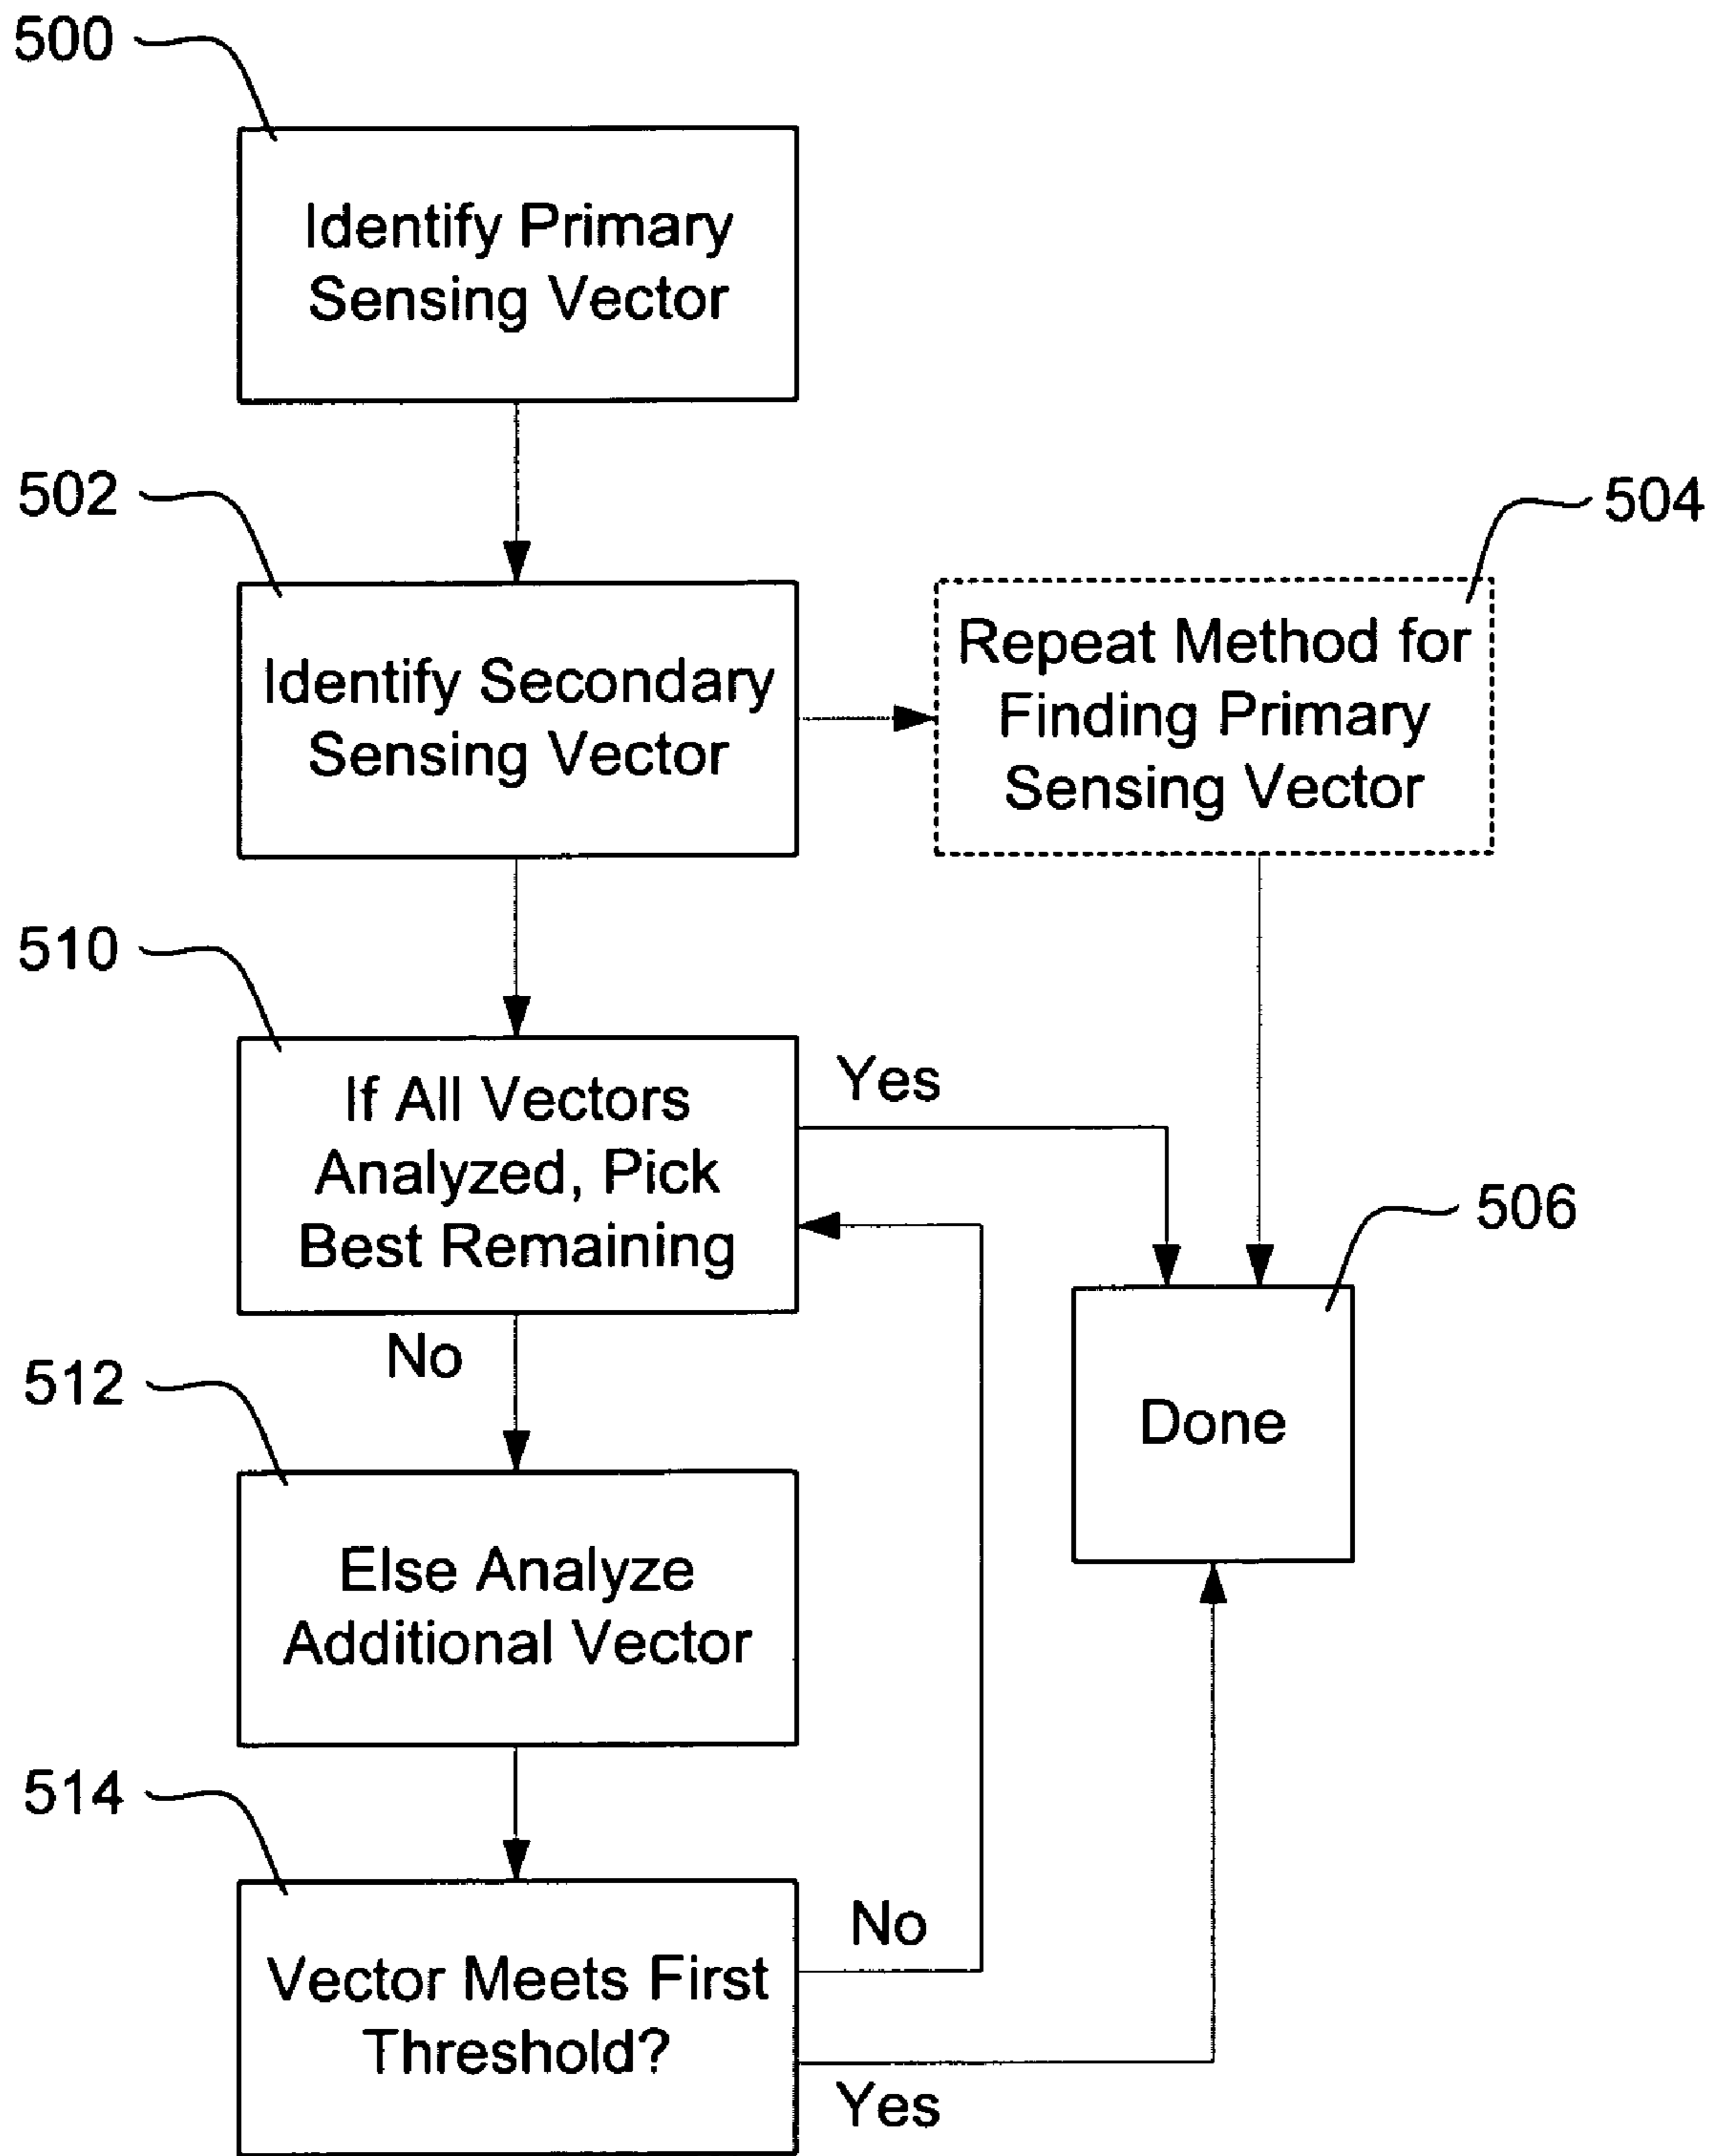 500
Identify Primary
Sensing Vector
502
504
Identify Secondary
Sensing Vector
Repeat Method for
Finding Primary
Sensing Vector
510
If All Vectors
Analyzed, Pick
Best Remaining
Yes
506
No
512
Done
Else Analyze
Additional Vector
514
Vector Meets First
Threshold?
No
Yes